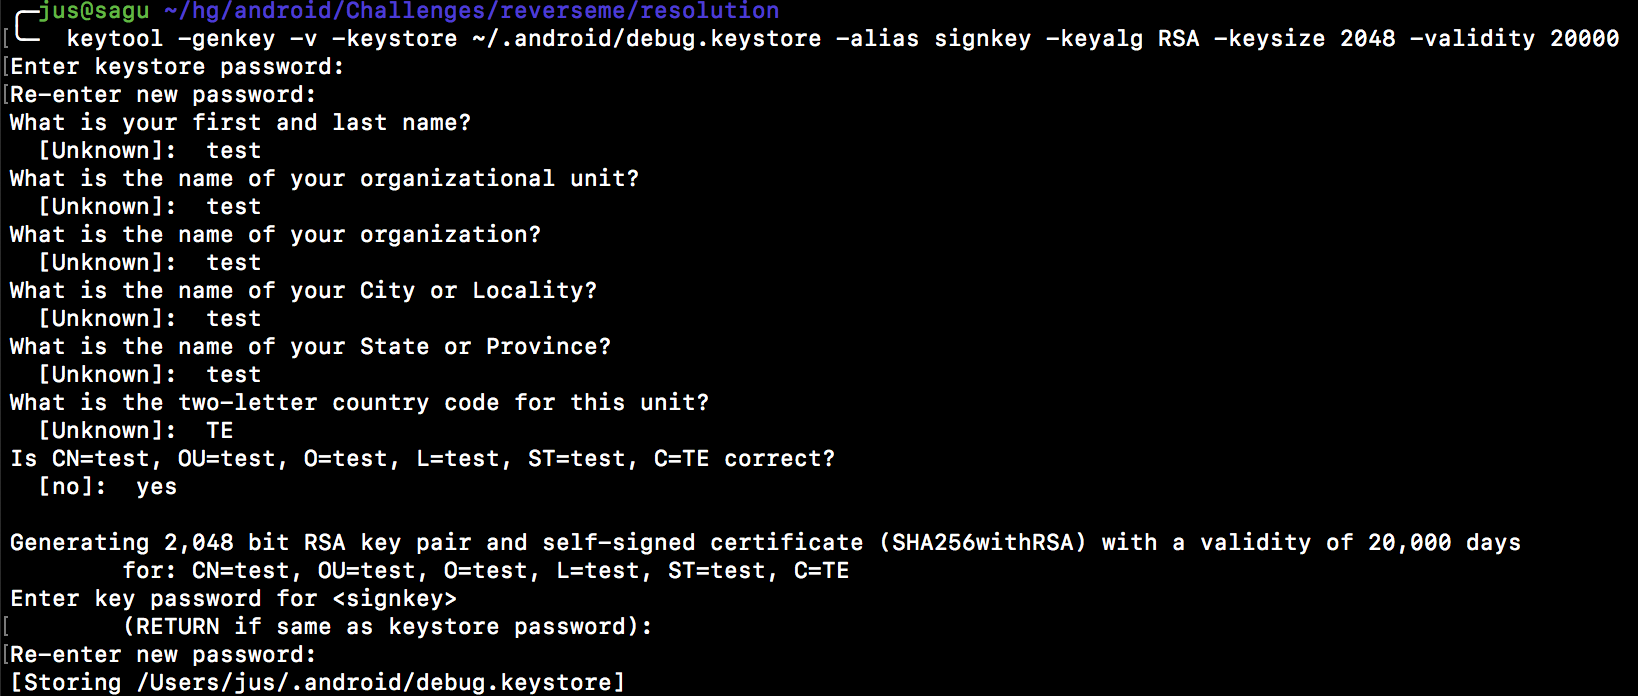 jus@sagu ~/hg/android/Challenges/reverseme/resolution
keytool -genkey -v -keystore ~/.android/debug.keystore -alias signkey -keyalg RSA -keysize 2048 -validity 20000
Enter keystore password:
Re-enter new password:
What is your first and last name?
  [Unknown]:  test
What is the name of your organizational unit?
  [Unknown]:  test
What is the name of your organization?
  [Unknown]:  test
What is the name of your City or Locality?
  [Unknown]:  test
What is the name of your State or Province?
  [Unknown]:  test
What is the two-letter country code for this unit?
  [Unknown]:  TE
Is CN=test, OU=test, O=test, L=test, ST=test, C=TE correct?
  [no]:  yes

Generating 2,048 bit RSA key pair and self-signed certificate (SHA256withRSA) with a validity of 20,000 days
        for: CN=test, OU=test, O=test, L=test, ST=test, C=TE
Enter key password for <signkey>
        (RETURN if same as keystore password):
Re-enter new password:
[Storing /Users/jus/.android/debug.keystore]